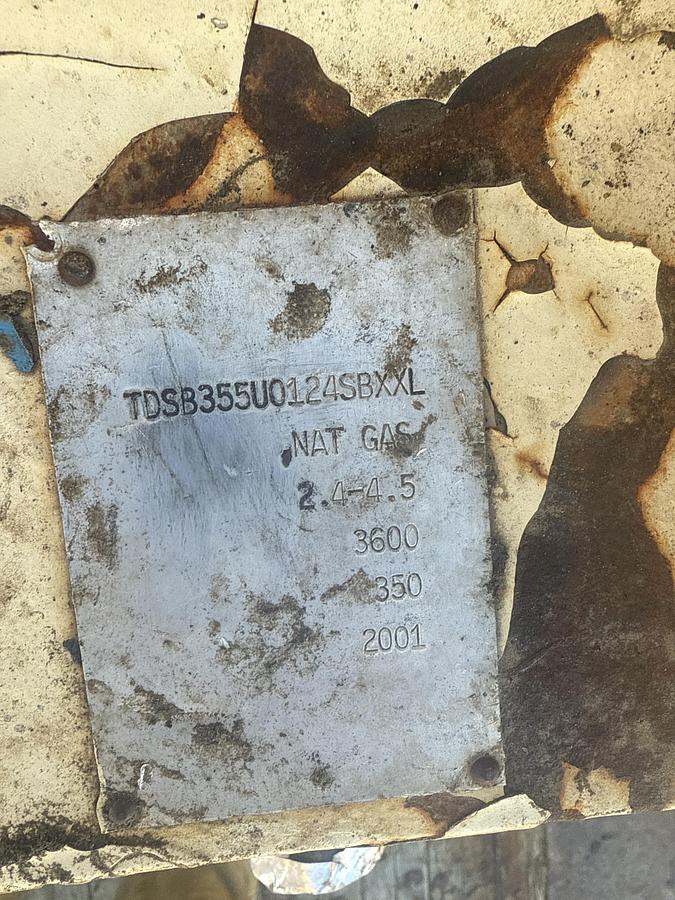 TDSB355U0124SBXXL
NAT GAS
2.4-4.5
3600
350
2001